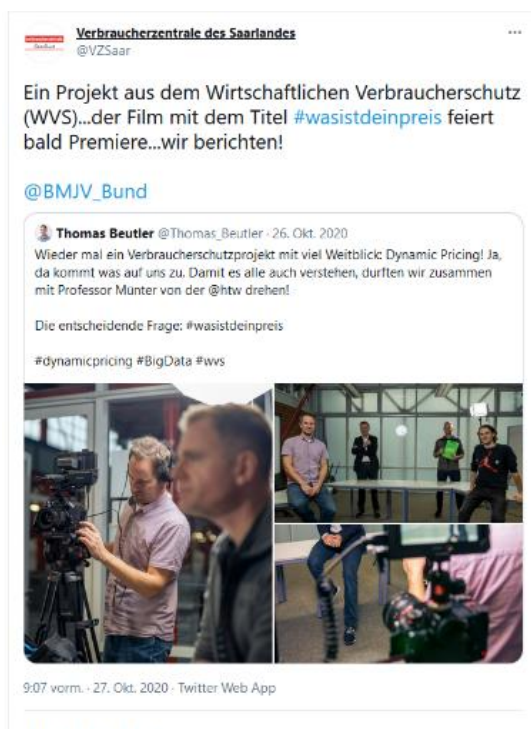 Verbraucherzentrale des Saarlandes
@VZSaar
Ein Projekt aus dem Wirtschaftlichen Verbraucherschutz
(WVS)...der Film mit dem Titel #wasistdeinpreis feiert
bald Premiere...wir berichten!
@BMJV_Bund
Thomas Beutler @Thomas_Beutler · 26. Okt. 2020
Wieder mal ein Verbraucherschutzprojekt mit viel Weitblick: Dynamic Pricing! Ja,
da kommt was auf uns zu. Damit es alle auch verstehen, durften wir zusammen
mit Professor Münter von der @htw drehen!
Die entscheidende Frage: #wasistdeinpreis
#dynamicpricing #BigData #wvs
9:07 vorm. · 27. Okt. 2020 · Twitter Web App